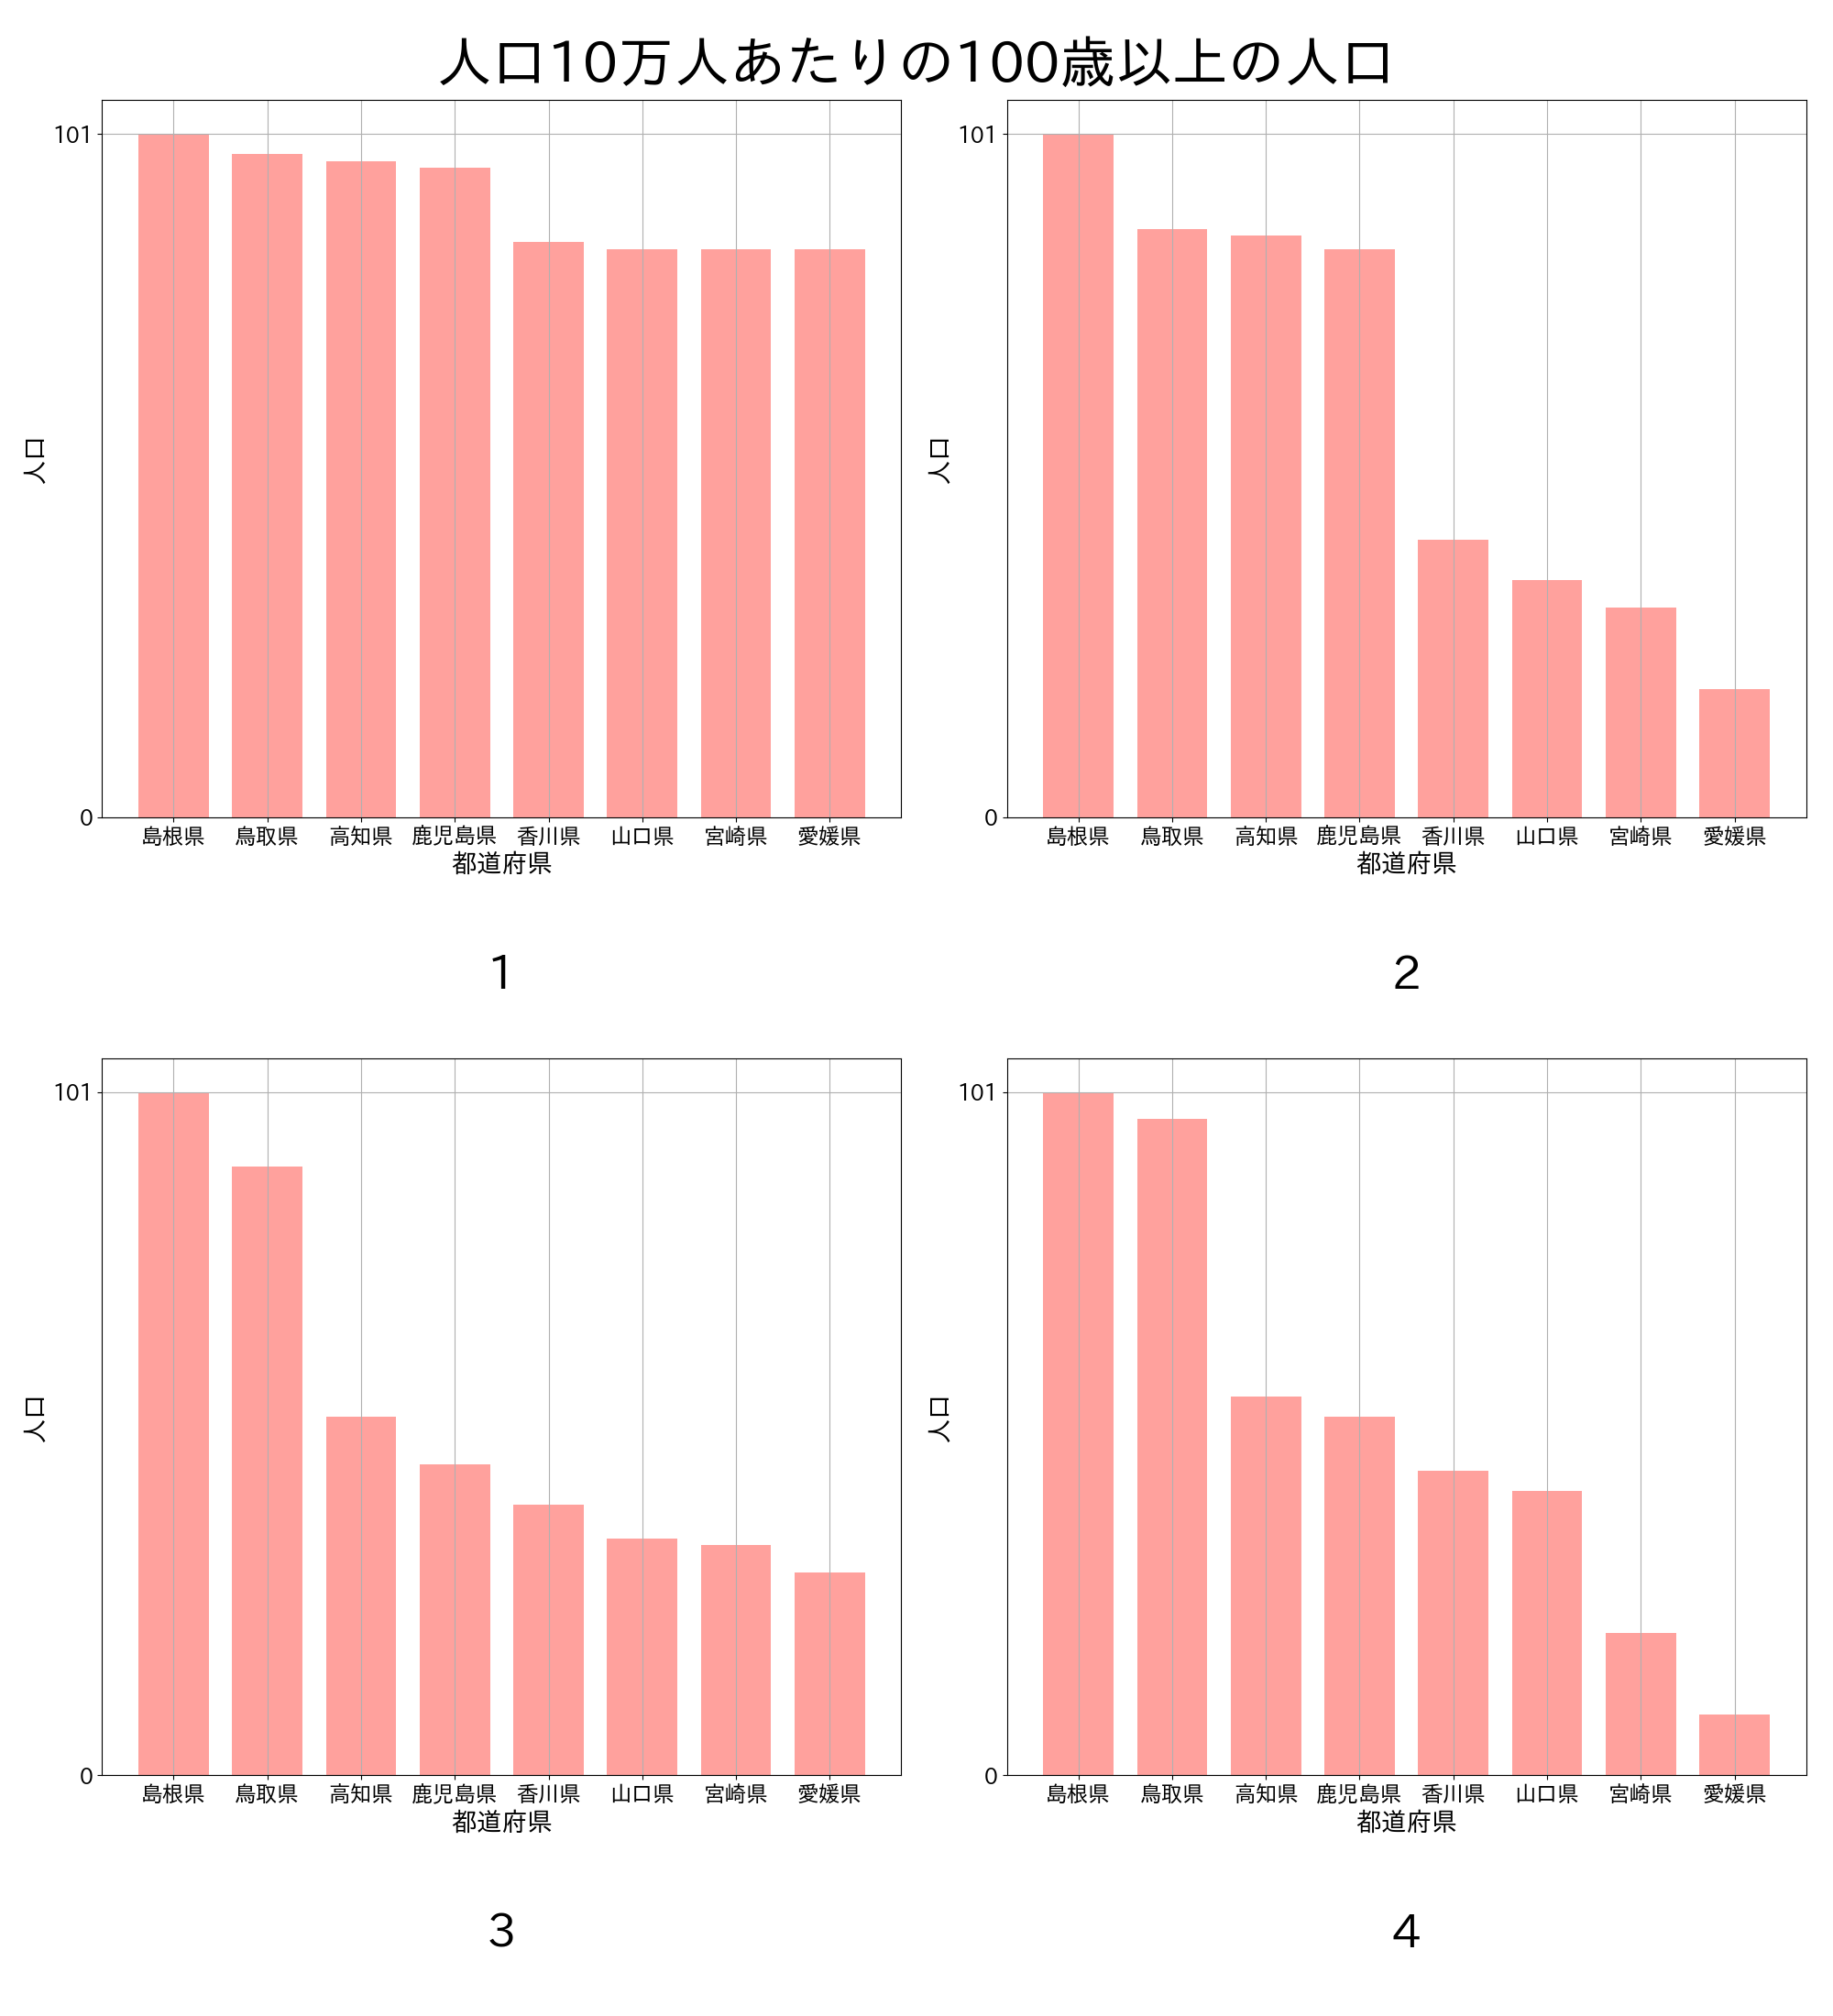 人口10万人あたりの100歳以上の人口
101
0
人口
島根県 鳥取県 高知県 鹿児島県 香川県 山口県 宮崎県 愛媛県
都道府県
1
101
0
人口
島根県 鳥取県 高知県 鹿児島県 香川県 山口県 宮崎県 愛媛県
都道府県
2
101
0
人口
島根県 鳥取県 高知県 鹿児島県 香川県 山口県 宮崎県 愛媛県
都道府県
3
101
0
人口
島根県 鳥取県 高知県 鹿児島県 香川県 山口県 宮崎県 愛媛県
都道府県
4